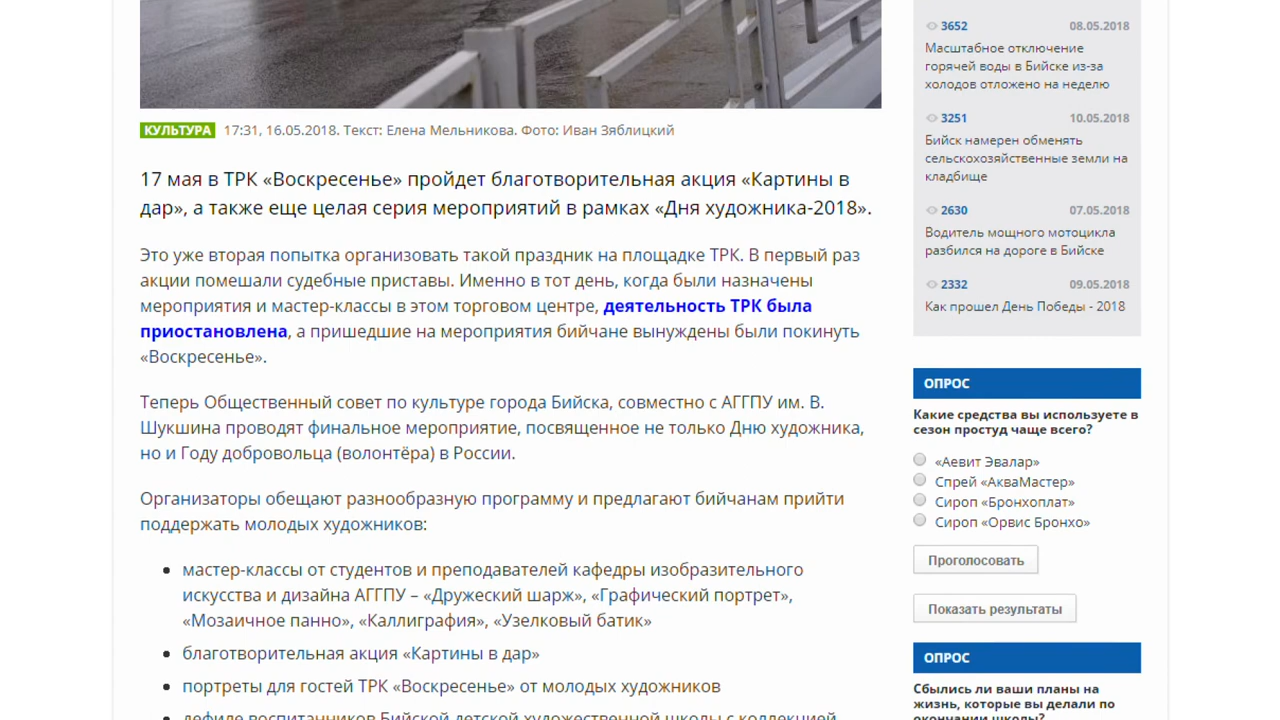 КУЛЬТУРА 17:31, 16.05.2018. Текст: Елена Мельникова. Фото: Иван Зяблицкий
17 мая в ТРК «Воскресенье» пройдет благотворительная акция «Картины в
дар», а также еще целая серия мероприятий в рамках «Дня художника-2018».
Это уже вторая попытка организовать такой праздник на площадке ТРК. В первый раз
акции помешали судебные приставы. Именно в тот день, когда были назначены
мероприятия и мастер-классы в этом торговом центре, деятельность ТРК была
приостановлена, а пришедшие на мероприятия бийчане вынуждены были покинуть
«Воскресенье».
Теперь Общественный совет по культуре города Бийска, совместно с АГГПУ им. В.
Шукшина проводят финальное мероприятие, посвященное не только Дню художника,
но и Году добровольца (волонтёра) в России.
Организаторы обещают разнообразную программу и предлагают бийчанам прийти
поддержать молодых художников:
мастер-классы от студентов и преподавателей кафедры изобразительного
искусства и дизайна АГГПУ – «Дружеский шарж», «Графический портрет»,
«Мозаичное панно», «Каллиграфия», «Узелковый батик»
благотворительная акция «Картины в дар»
портреты для гостей ТРК «Воскресенье» от молодых художников
дефиле воспитанников Бийской детской художественной школы с коллекцией
3652 08.05.2018
Масштабное отключение
горячей воды в Бийске из-за
холодов отложено на неделю
3251 10.05.2018
Бийск намерен обменять
сельскохозяйственные земли на
кладбище
2630 07.05.2018
Водитель мощного мотоцикла
разбился на дороге в Бийске
2332 09.05.2018
Как прошел День Победы - 2018
ОПРОС
Какие средства вы используете в
сезон простуд чаще всего?
«Аевит Эвалар»
Спрей «АкваМастер»
Сироп «Бронхоплат»
Сироп «Орвис Бронхо»
Проголосовать
Показать результаты
ОПРОС
Сбылись ли ваши планы на
жизнь, которые вы делали по
окончании школы?